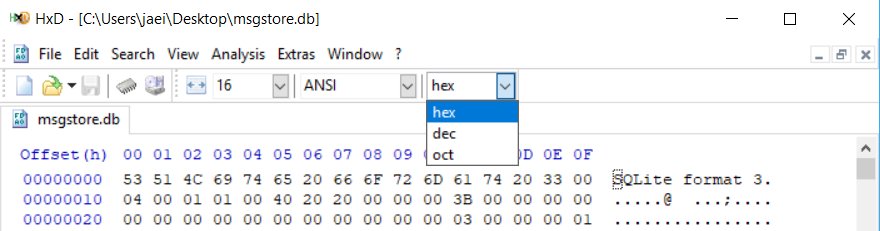 HxD - [C:\Users\jaei\Desktop\msgstore.db]
File Edit Search View Analysis Extras Window ?
16 ANSI hex
hex
dec
oct
msgstore.db
Offset(h) 00 01 02 03 04 05 06 07 08 09 0D 0E 0F
00000000 53 51 4C 69 74 65 20 66 6F 72 6D 61 74 20 33 00 SQLite format 3.
00000010 04 00 01 01 00 40 20 20 00 00 00 3B 00 00 00 00 .....@ ...;....
00000020 00 00 00 00 00 00 00 00 00 00 00 03 00 00 00 01 ................